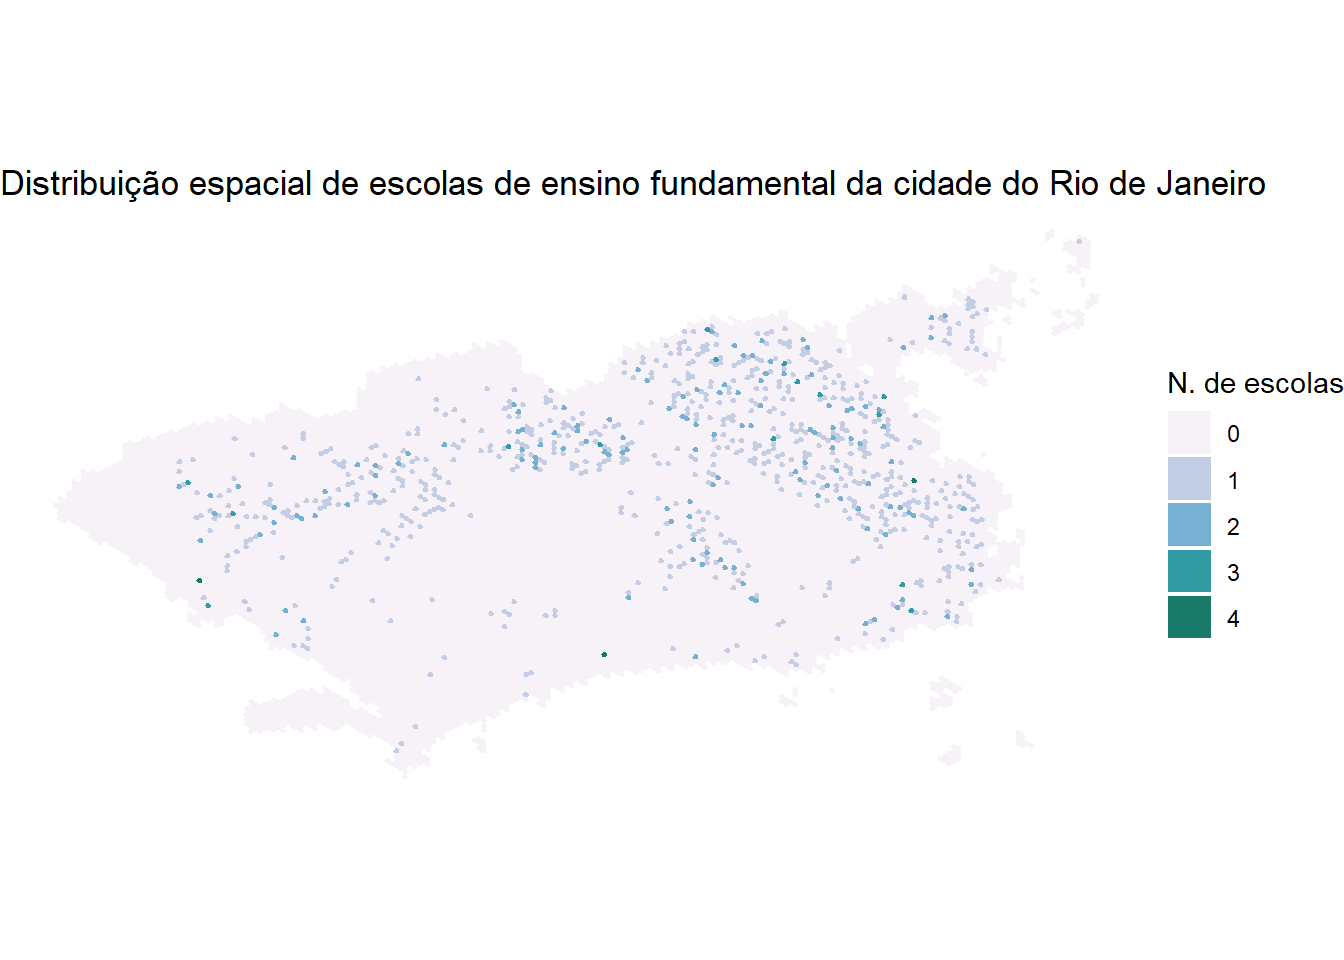 Distribuição espacial de escolas de ensino fundamental da cidade do Rio de Janeiro
N. de escolas
0
1
2
3
4